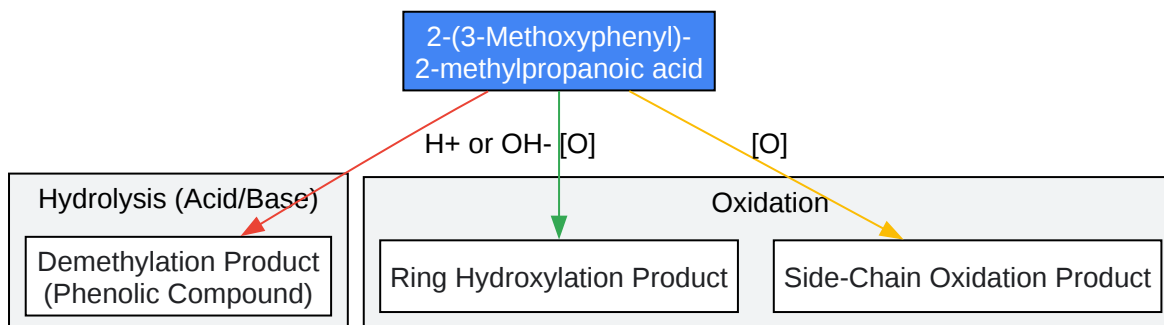 2-(3-Methoxyphenyl)-
2-methylpropanoic acid
H+ or OH-
[O]
[O]
Hydrolysis (Acid/Base)
Oxidation
Demethylation Product
(Phenolic Compound)
Ring Hydroxylation Product
Side-Chain Oxidation Product